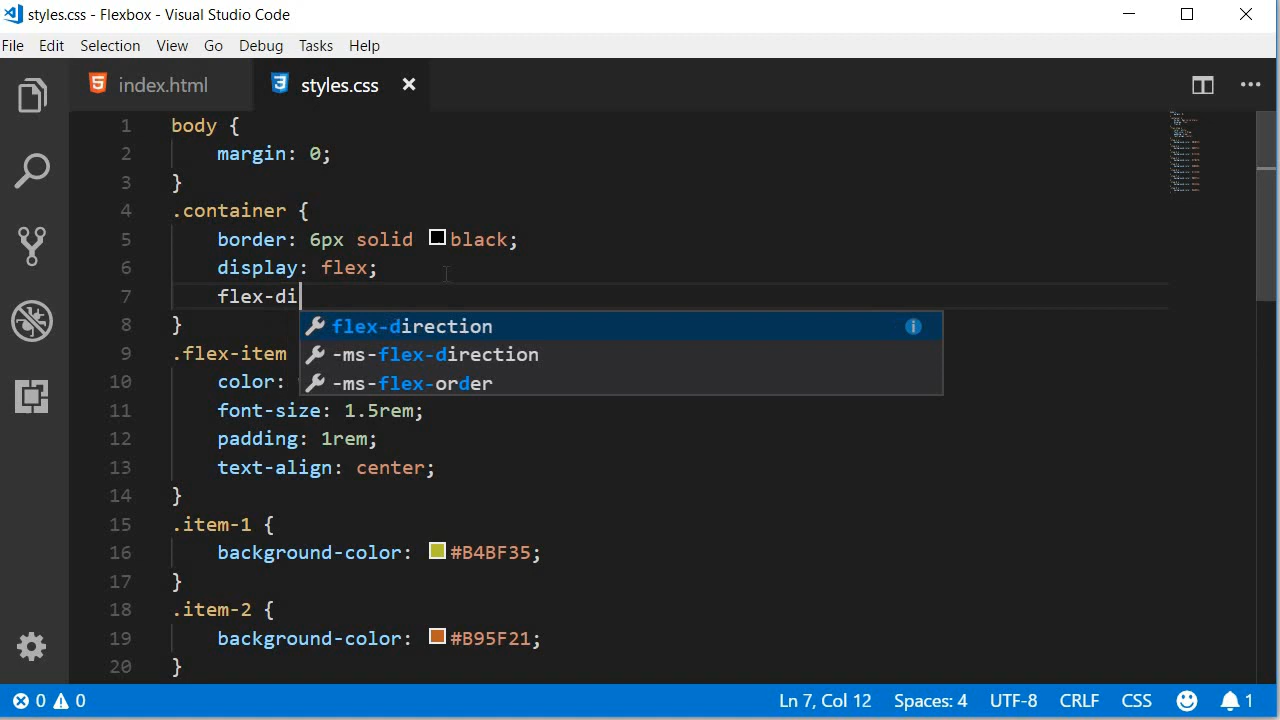 styles.css - Flexbox - Visual Studio Code
File Edit Selection View Go Debug Tasks Help
index.html styles.css
1 body {
2 margin: 0;
3 }
4 .container {
5 border: 6px solid black;
6 display: flex;
7 flex-di
flex-direction
8 }
-ms-flex-direction
9 .flex-item
-ms-flex-order
10 color:
11 font-size: 1.5rem;
12 padding: 1rem;
13 text-align: center;
14 }
15 .item-1 {
16 background-color: #B4BF35;
17 }
18 .item-2 {
19 background-color: #B95F21;
20 }
0 0 Ln 7, Col 12 Spaces: 4 UTF-8 CRLF CSS 1